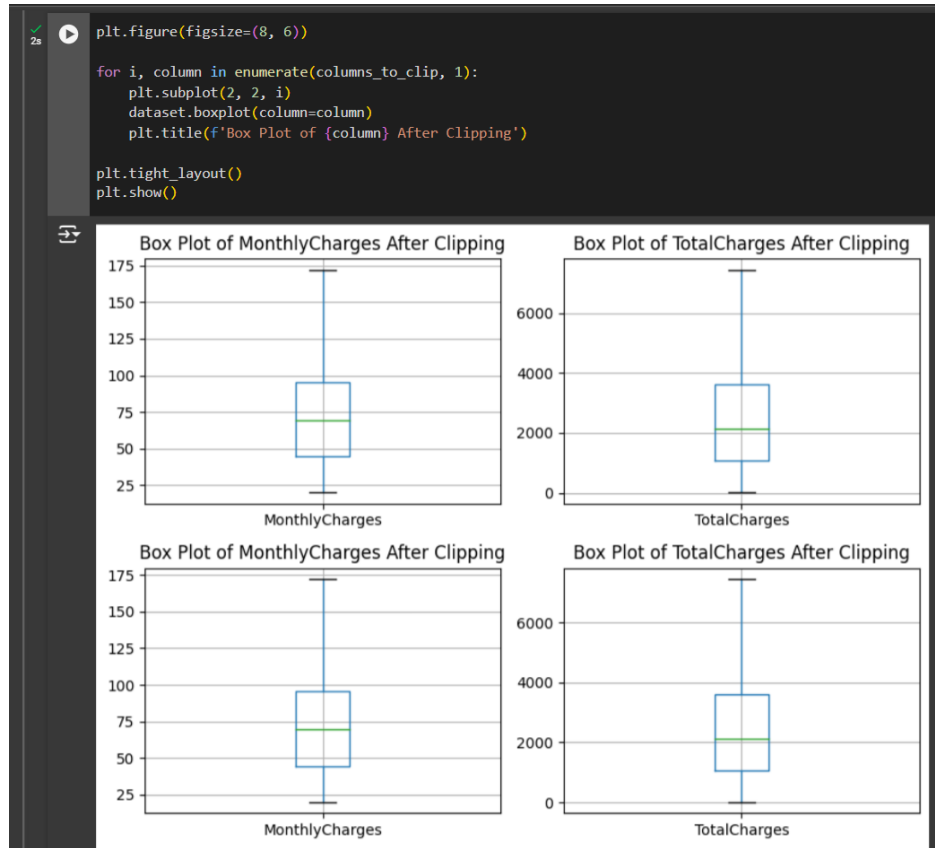 2s
plt.figure(figsize=(8, 6))
for i, column in enumerate(columns_to_clip, 1):
    plt.subplot(2, 2, i)
    dataset.boxplot(column=column)
    plt.title(f'Box Plot of {column} After Clipping')
plt.tight_layout()
plt.show()
Box Plot of MonthlyCharges After Clipping
175
150
125
100
75
50
25
MonthlyCharges
Box Plot of TotalCharges After Clipping
6000
4000
2000
0
TotalCharges
Box Plot of MonthlyCharges After Clipping
175
150
125
100
75
50
25
MonthlyCharges
Box Plot of TotalCharges After Clipping
6000
4000
2000
0
TotalCharges